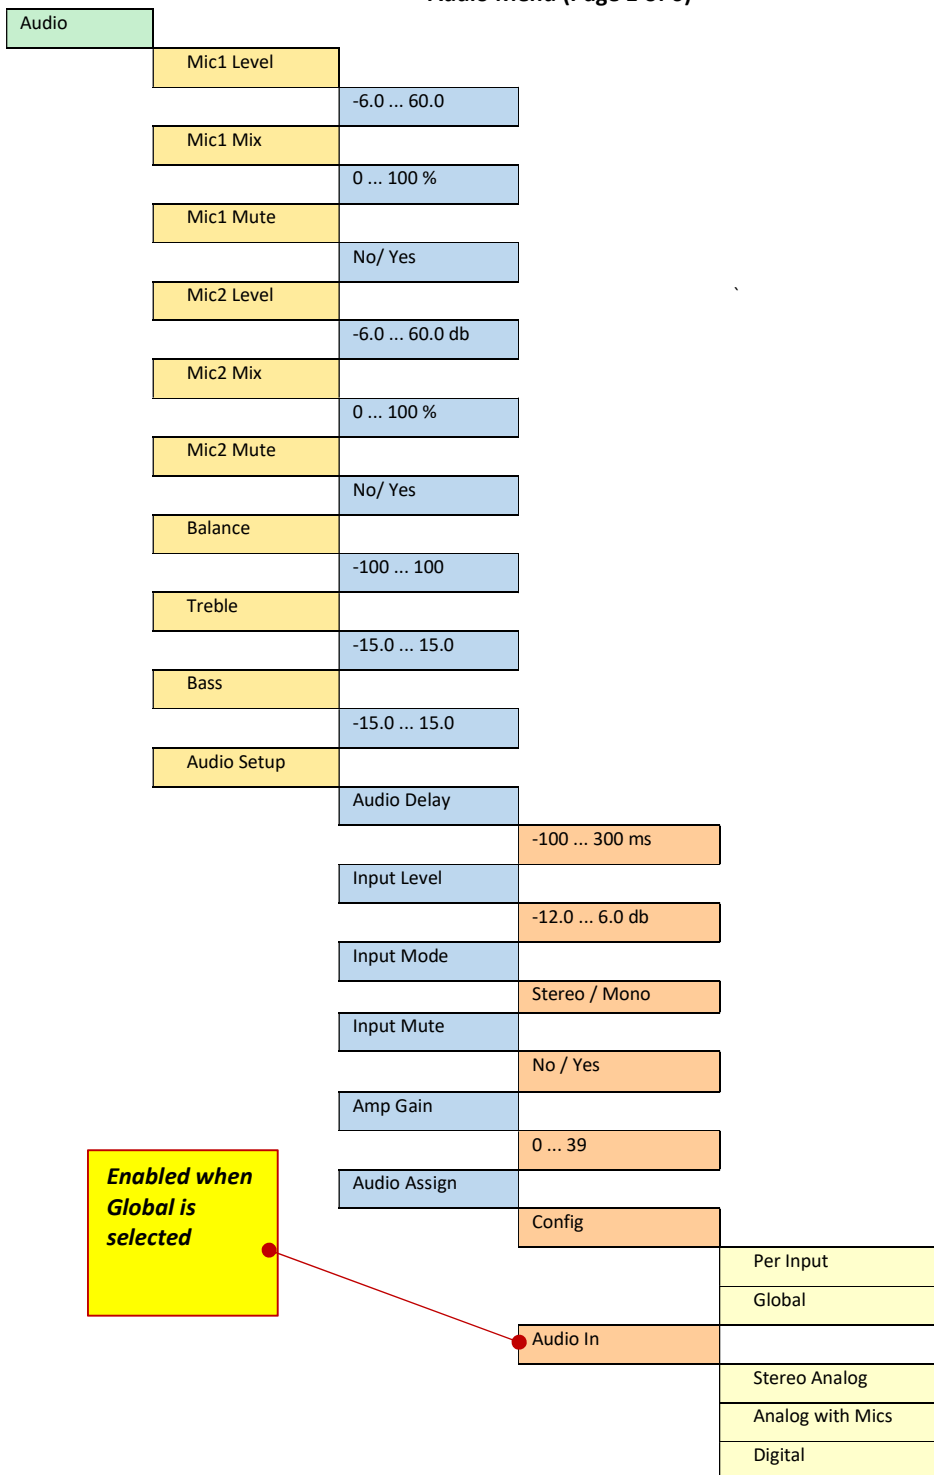 Audio
Mic1 Level
-6.0 ... 60.0
Mic1 Mix
0 ... 100 %
Mic1 Mute
No/ Yes
Mic2 Level
`
-6.0 ... 60.0 db
Mic2 Mix
0 ... 100 %
Mic2 Mute
No/ Yes
Balance
-100 ... 100
Treble
-15.0 ... 15.0
Bass
-15.0 ... 15.0
Audio Setup
Audio Delay
-100 ... 300 ms
Input Level
-12.0 ... 6.0 db
Input Mode
Stereo / Mono
Input Mute
No / Yes
Amp Gain
0 ... 39
Audio Assign
Config
Enabled when
Global is
selected
Per Input
Global
Audio In
Stereo Analog
Analog with Mics
Digital